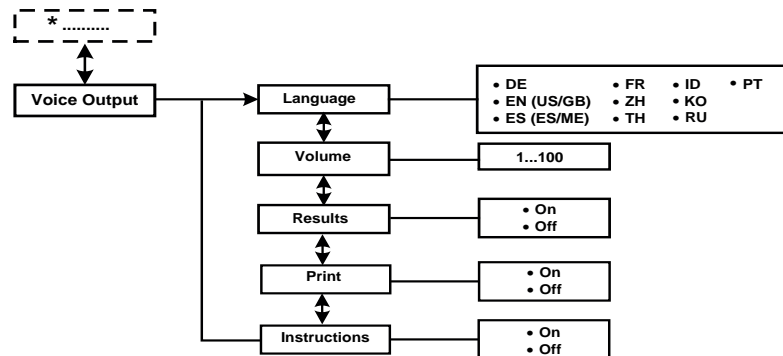 * ..........
Voice Output
Language
• DE • FR • ID • PT
• EN (US/GB) • ZH • KO
• ES (ES/ME) • TH • RU
Volume
1...100
Results
• On
• Off
Print
• On
• Off
Instructions
• On
• Off